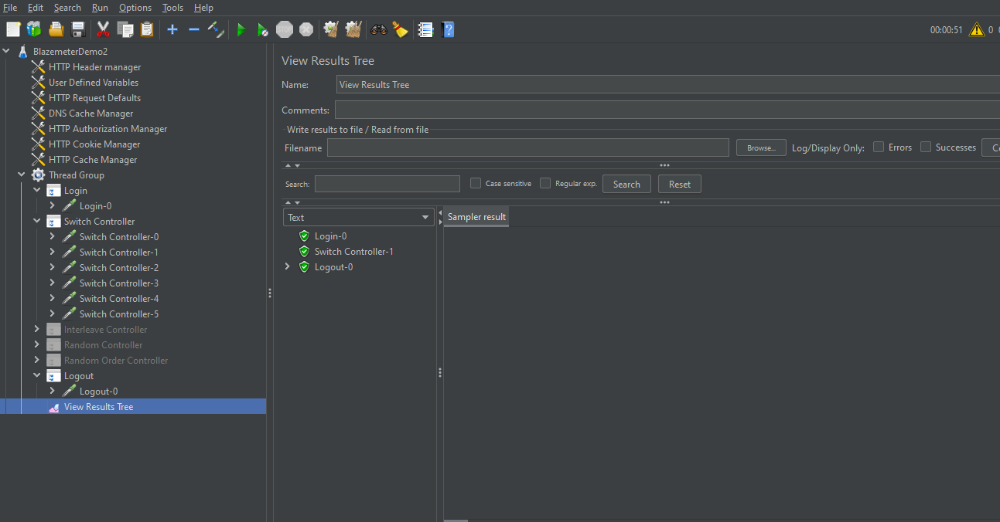 File Edit Search Run Options Tools Help
STOP
00:00:51 0
BlazemeterDemo2
HTTP Header manager
User Defined Variables
HTTP Request Defaults
DNS Cache Manager
HTTP Authorization Manager
HTTP Cookie Manager
HTTP Cache Manager
Thread Group
Login
Login-0
Switch Controller
Switch Controller-0
Switch Controller-1
Switch Controller-2
Switch Controller-3
Switch Controller-4
Switch Controller-5
Interleave Controller
Random Controller
Random Order Controller
Logout
Logout-0
View Results Tree
View Results Tree
Name: View Results Tree
Comments:
Write results to file / Read from file
Filename Browse... Log/Display Only: Errors Successes
Search: Case sensitive Regular exp. Search Reset
Text
Login-0
Switch Controller-1
Logout-0
Sampler result